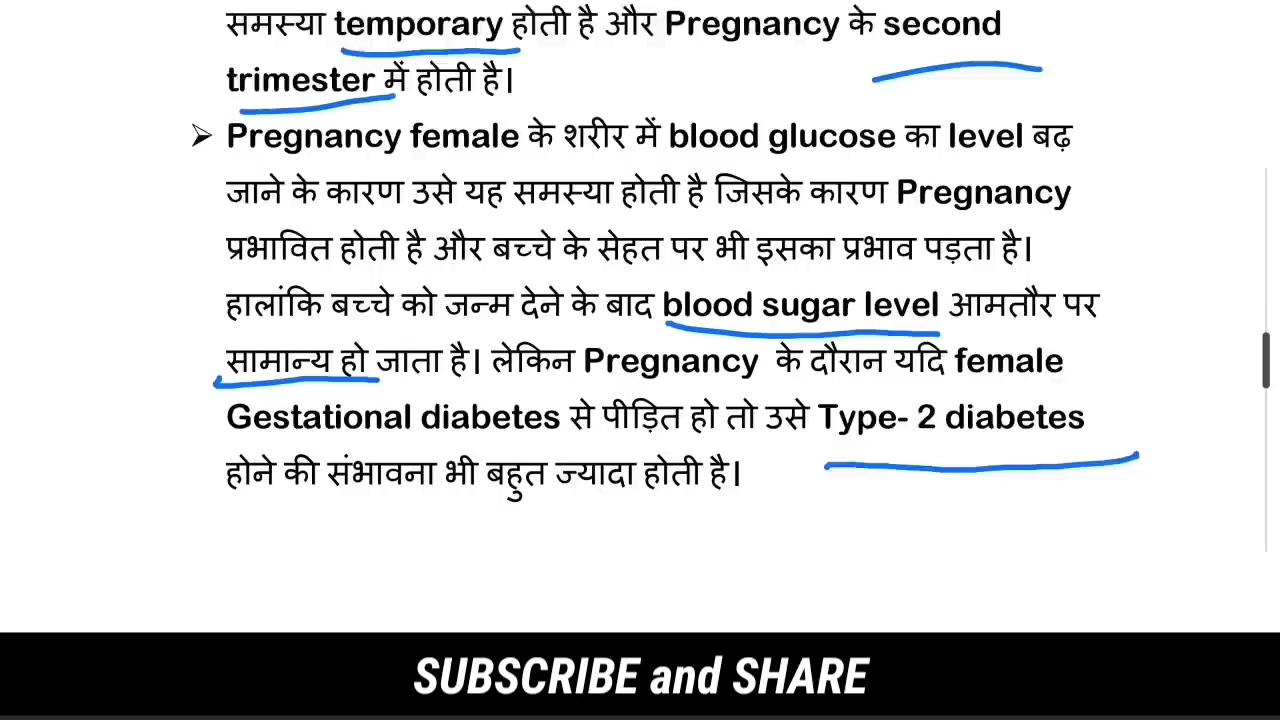 समस्या temporary होती है और Pregnancy के second
trimester में होती है।
➢ Pregnancy female के शरीर में blood glucose का level बढ़
जाने के कारण उसे यह समस्या होती है जिसके कारण Pregnancy
प्रभावित होती है और बच्चे के सेहत पर भी इसका प्रभाव पड़ता है।
हालांकि बच्चे को जन्म देने के बाद blood sugar level आमतौर पर
सामान्य हो जाता है। लेकिन Pregnancy के दौरान यदि female
Gestational diabetes से पीड़ित हो तो उसे Type- 2 diabetes
होने की संभावना भी बहुत ज्यादा होती है।
SUBSCRIBE and SHARE